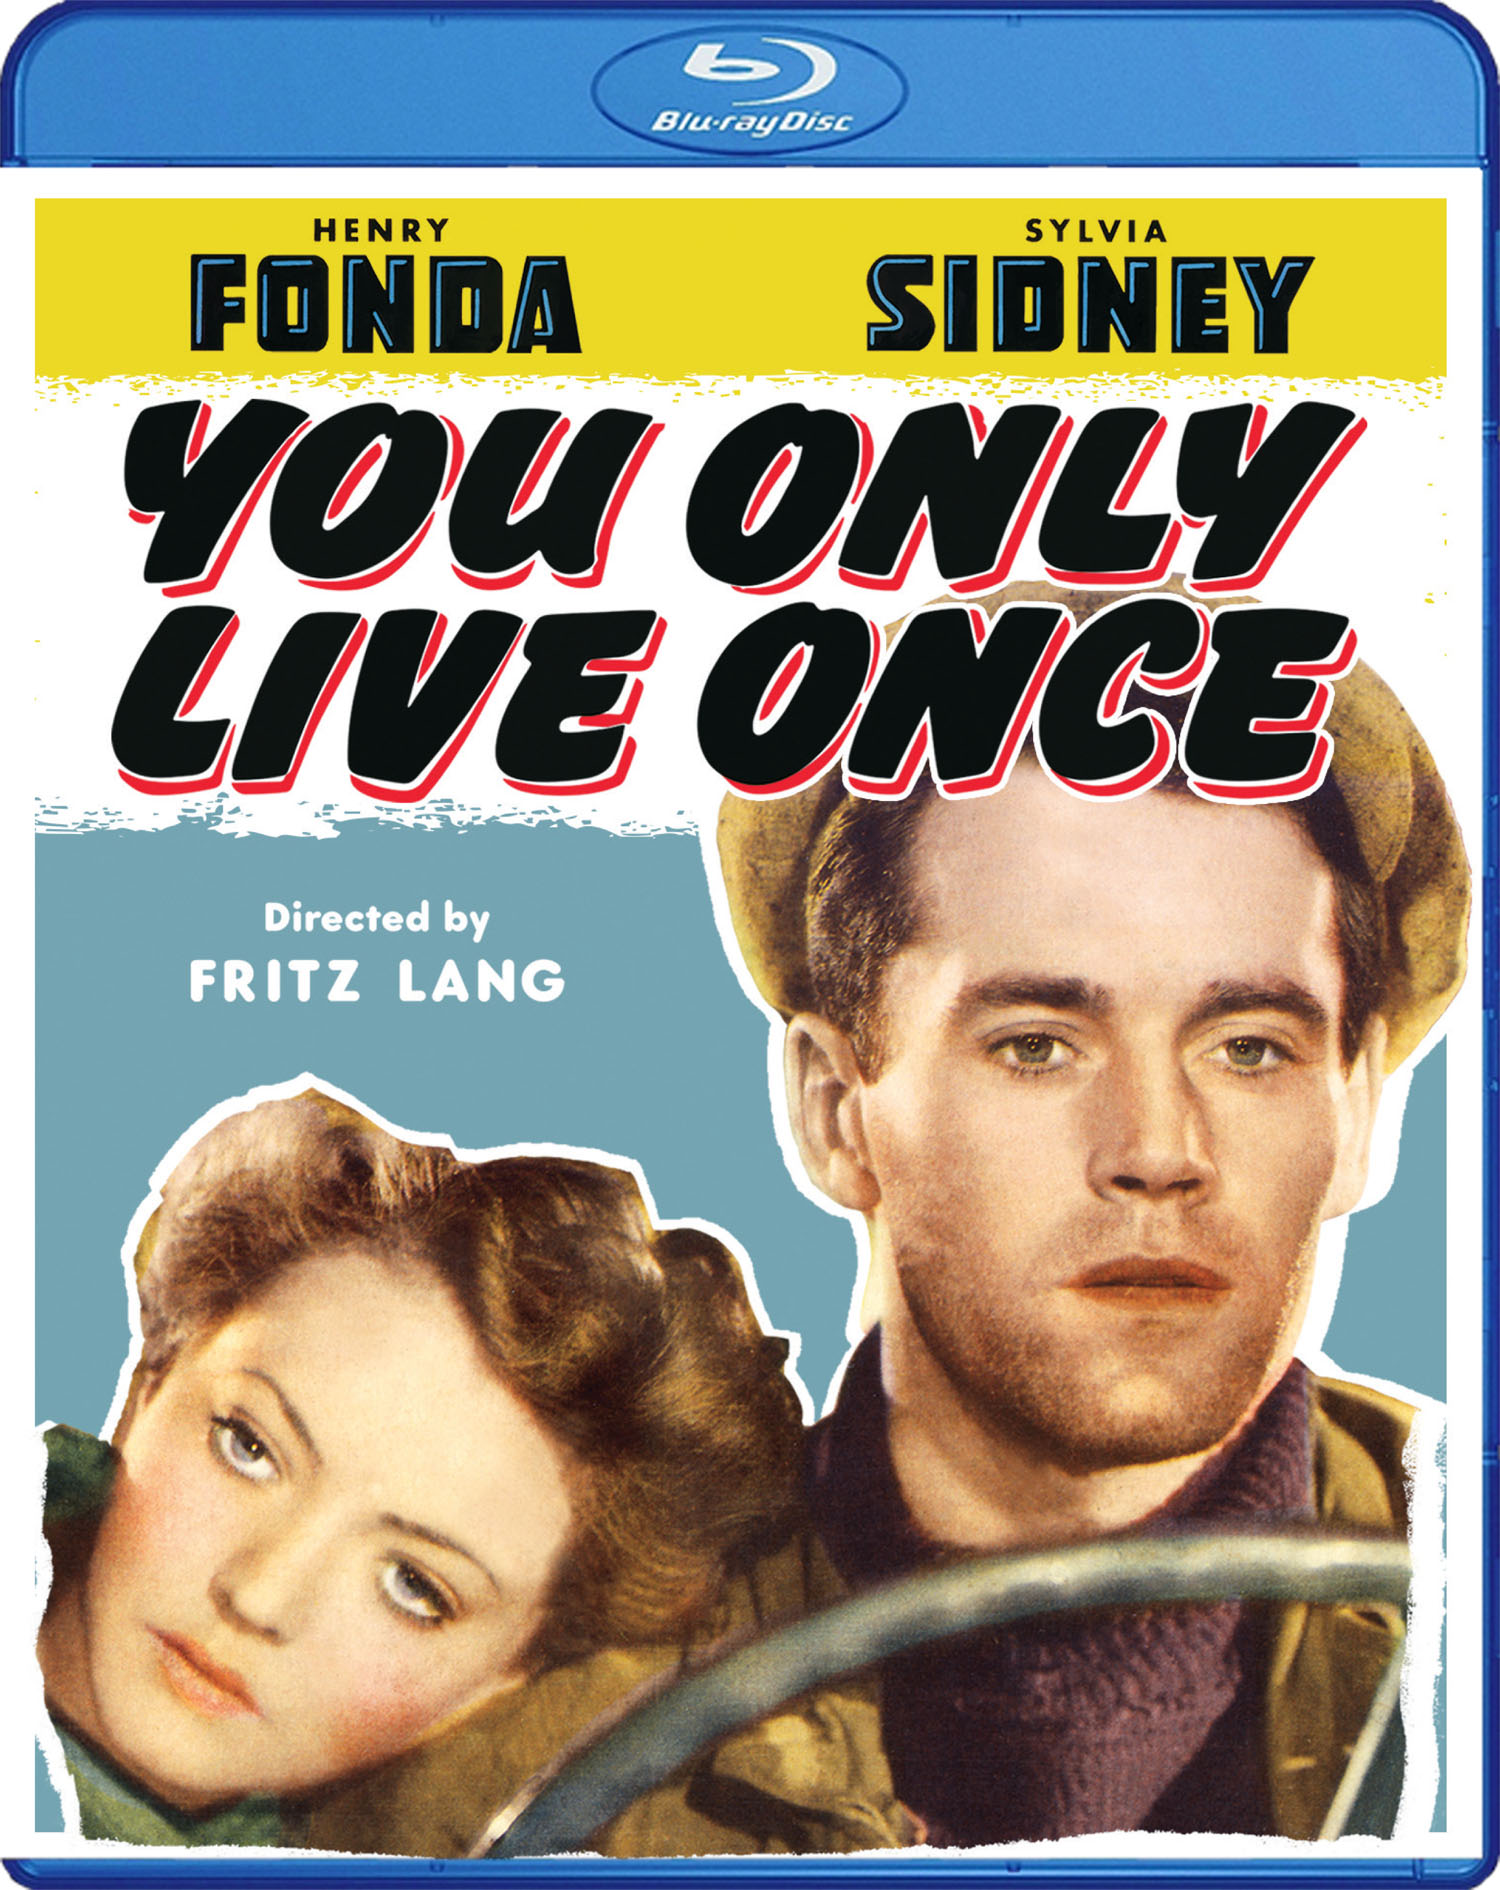 Blu-ray Disc
HENRY
FONDA
SYLVIA
SIDNEY
YOU ONLY
LIVE ONCE
Directed by
FRITZ LANG